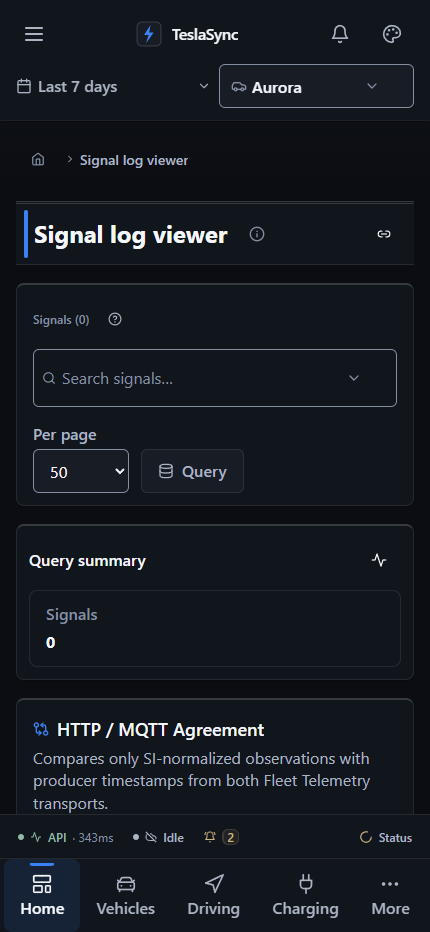 TeslaSync
Last 7 days
Aurora
Signal log viewer
Signal log viewer
Signals (0)
Search signals...
Per page
50
Query
Query summary
Signals
0
HTTP / MQTT Agreement
Compares only SI-normalized observations with
producer timestamps from both Fleet Telemetry
transports.
API · 343ms
Idle
2
Status
Home
Vehicles
Driving
Charging
More